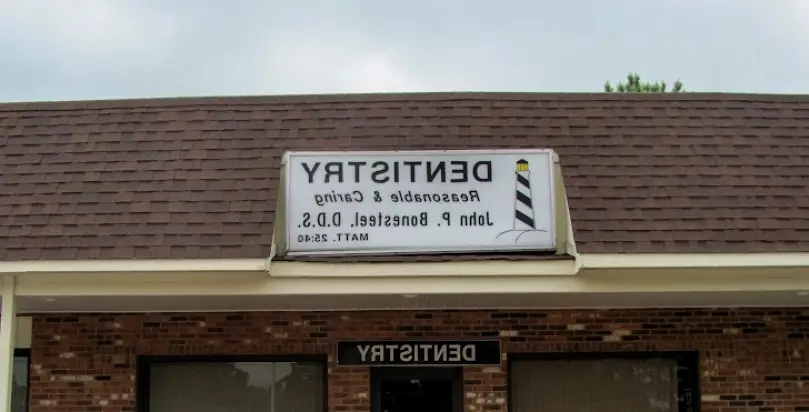 DENTISTRY
Reasonable & Caring
John P. Bonesteel, D.D.S.
MATT. 25:40
DENTISTRY